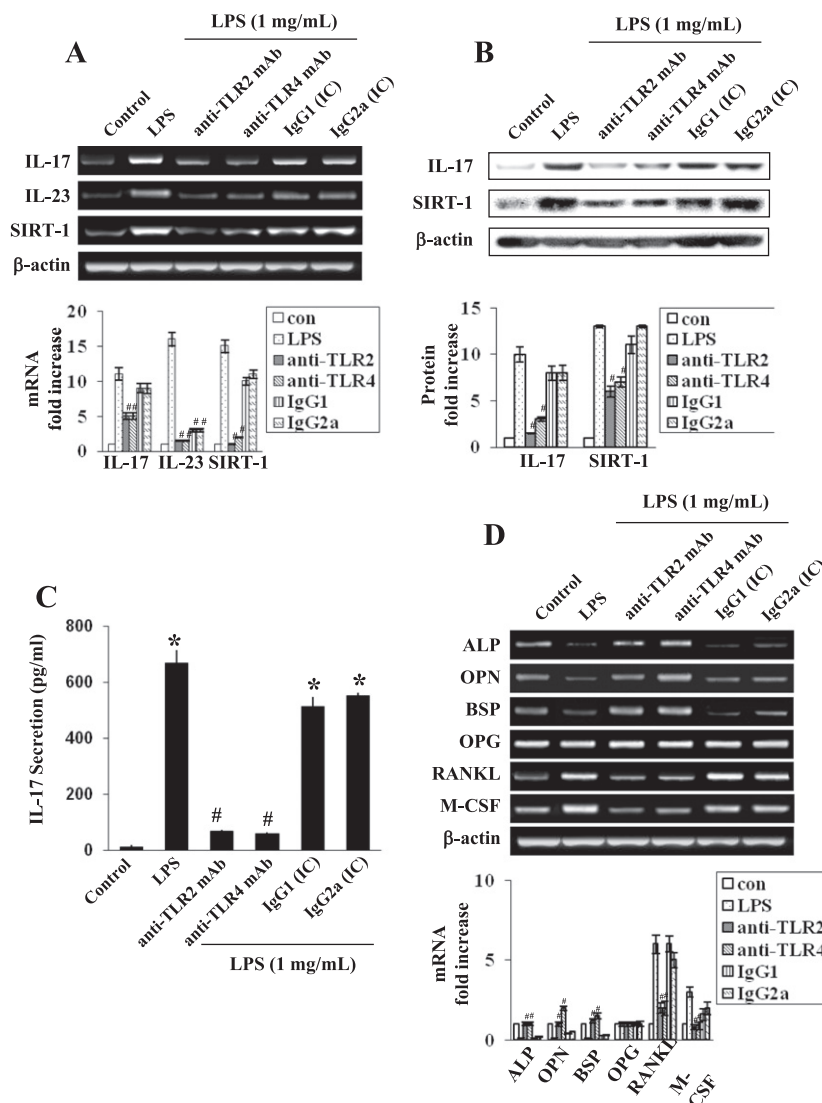 A
LPS (1 mg/mL)
Control
LPS
anti-TLR2 mAb
anti-TLR4 mAb
IgG1 (IC)
IgG2a (IC)
IL-17
IL-23
SIRT-1
β-actin
mRNA
fold increase
20
15
10
5
0
##
##
##
#
#
IL-17 IL-23 SIRT-1
con
LPS
anti-TLR2
anti-TLR4
IgG1
IgG2a
B
LPS (1 mg/mL)
Control
LPS
anti-TLR2 mAb
anti-TLR4 mAb
IgG1 (IC)
IgG2a (IC)
IL-17
SIRT-1
β-actin
Protein
fold increase
15
10
5
0
#
#
#
#
IL-17 SIRT-1
con
LPS
anti-TLR2
anti-TLR4
IgG1
IgG2a
C
IL-17 Secretion (pg/ml)
800
600
400
200
0
*
#
#
*
*
Control
LPS
anti-TLR2 mAb
anti-TLR4 mAb
IgG1 (IC)
IgG2a (IC)
LPS (1 mg/mL)
D
LPS (1 mg/mL)
Control
LPS
anti-TLR2 mAb
anti-TLR4 mAb
IgG1 (IC)
IgG2a (IC)
ALP
OPN
BSP
OPG
RANKL
M-CSF
β-actin
mRNA
fold increase
10
5
0
##
#
#
#
#
##
##
ALP
OPN
BSP
OPG
RANKL
M-
CSF
con
LPS
anti-TLR2
anti-TLR4
IgG1
IgG2a